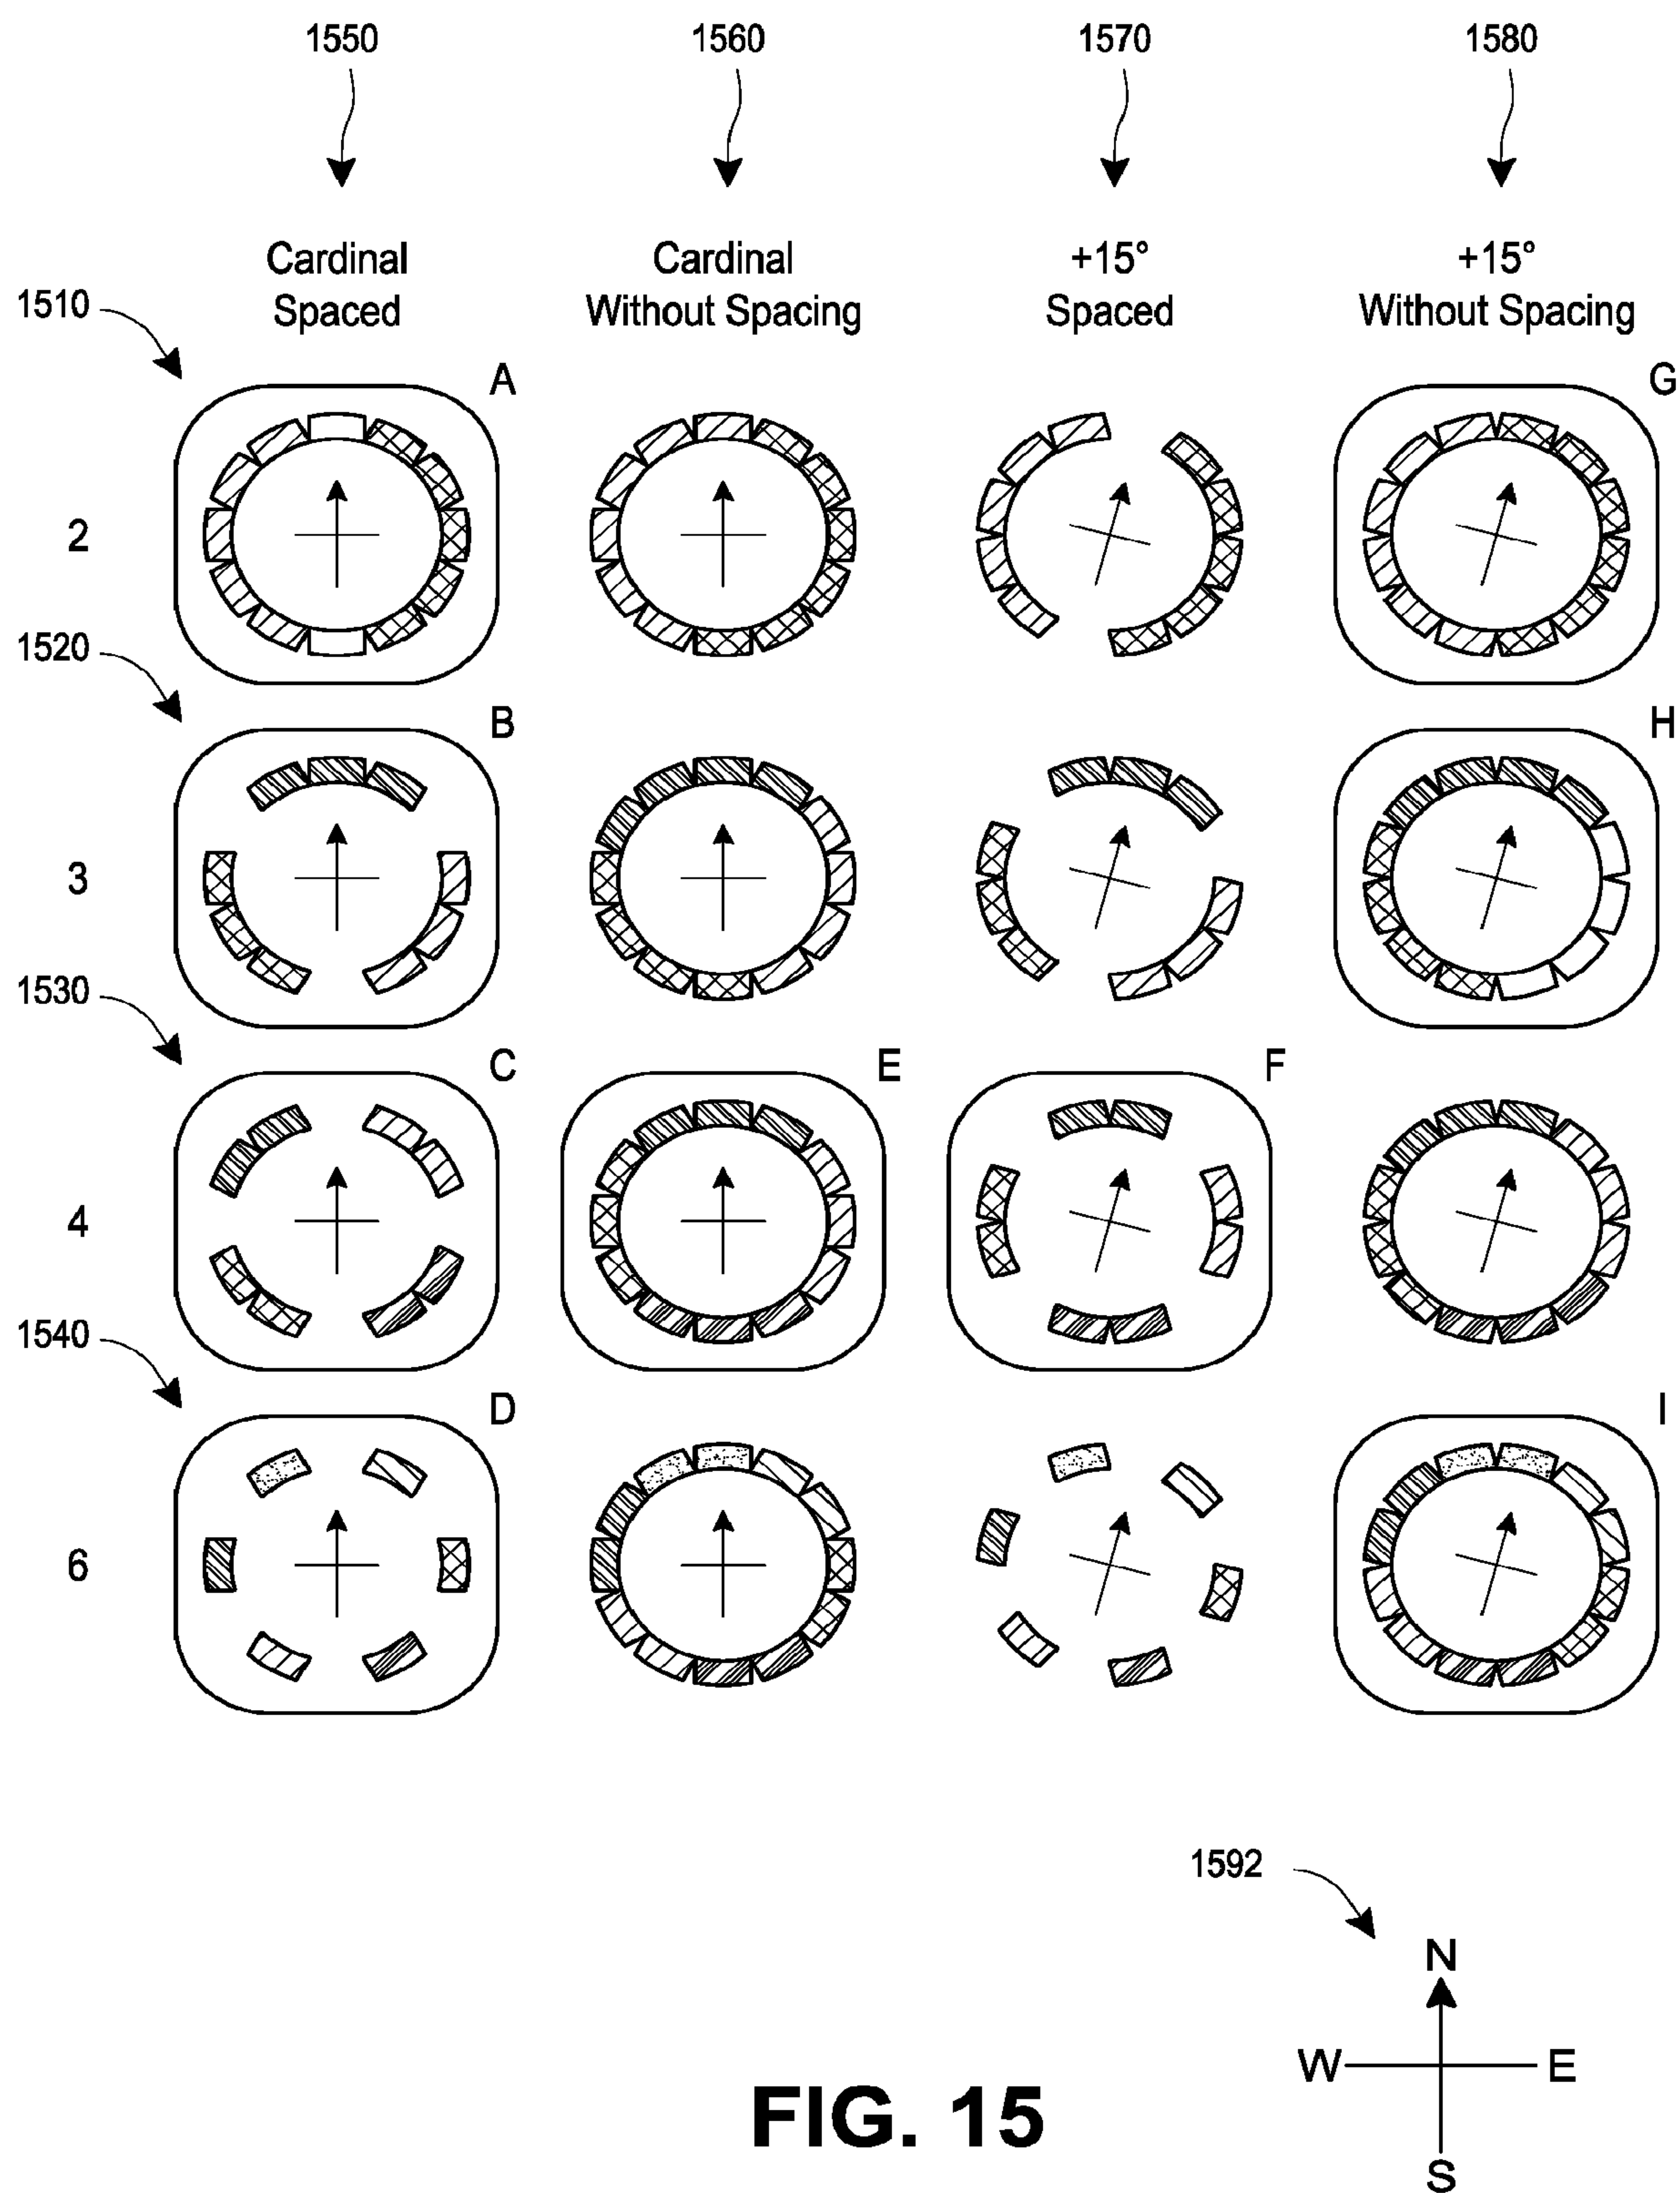 1550 1560 1570 1580
Cardinal Cardinal +15° +15°
Spaced Without Spacing Spaced Without Spacing
1510
A G
2
1520
B H
3
1530
C E F
4
1540
D I
6
1592
N
W E
S
FIG. 15